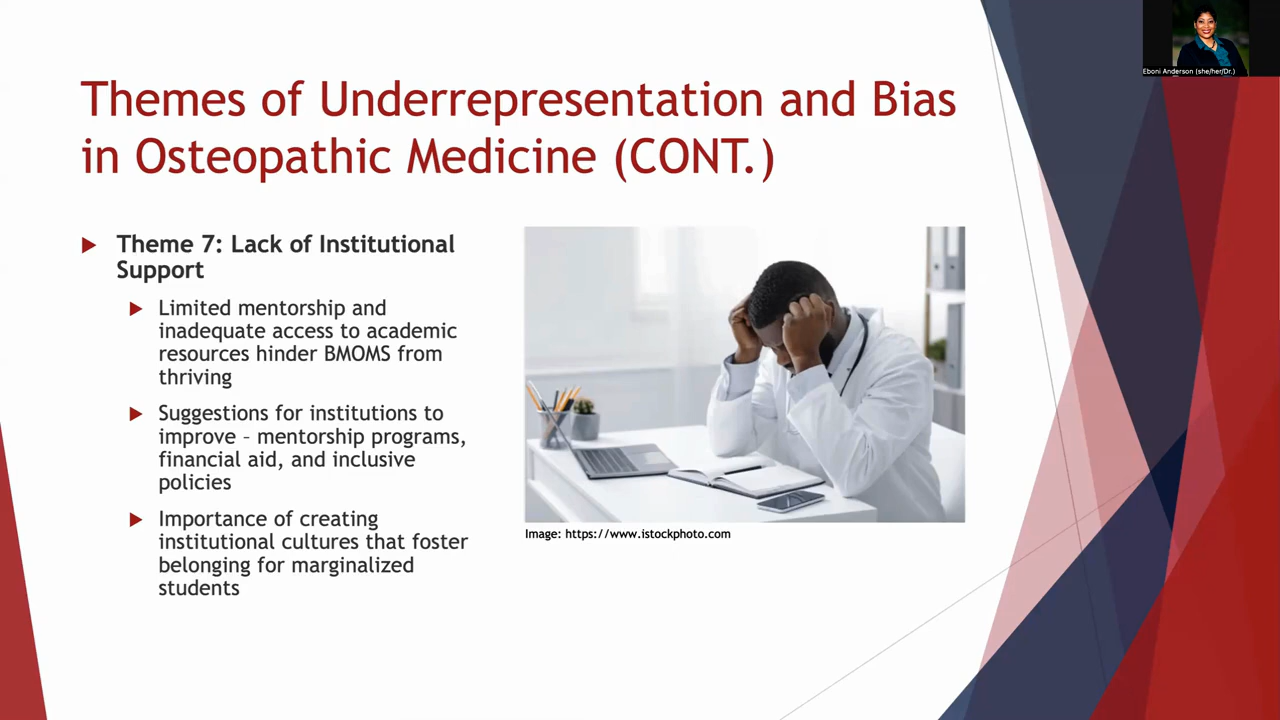 Eboni Anderson (she/her/Dr.)
Themes of Underrepresentation and Bias
in Osteopathic Medicine (CONT.)
Theme 7: Lack of Institutional
Support
Limited mentorship and
inadequate access to academic
resources hinder BMOMS from
thriving
Suggestions for institutions to
improve – mentorship programs,
financial aid, and inclusive
policies
Importance of creating
institutional cultures that foster
belonging for marginalized
students
Image: https://www.istockphoto.com